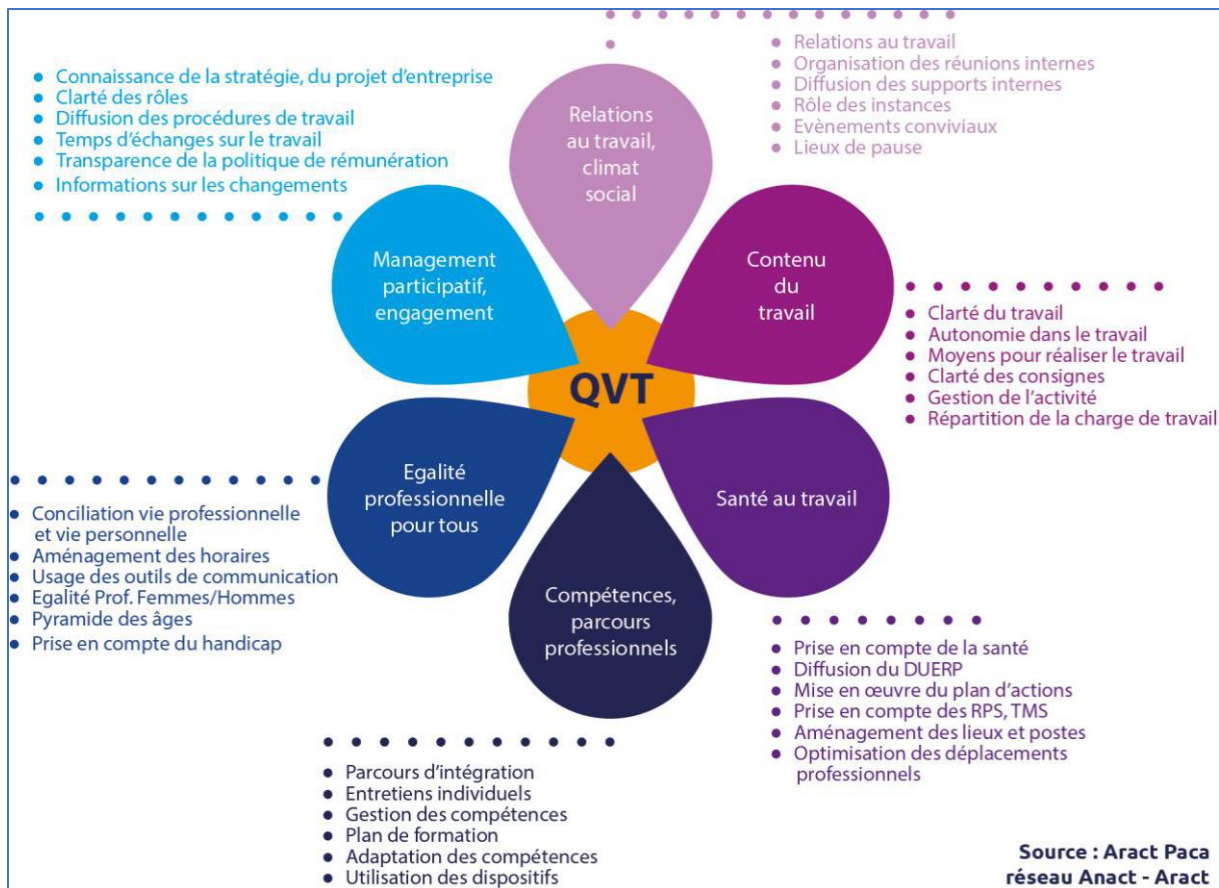 Relations
au travail,
climat
social
Relations au travail
Organisation des réunions internes
Diffusion des supports internes
Rôle des instances
Evènements conviviaux
Lieux de pause
Connaissance de la stratégie, du projet d'entreprise
Clarté des rôles
Diffusion des procédures de travail
Temps d'échanges sur le travail
Transparence de la politique de rémunération
Informations sur les changements
Management
participatif,
engagement
Contenu
du
travail
Clarté du travail
Autonomie dans le travail
Moyens pour réaliser le travail
Clarté des consignes
Gestion de l'activité
Répartition de la charge de travail
QVT
Egalité
professionnelle
pour tous
Conciliation vie professionnelle
et vie personnelle
Aménagement des horaires
Usage des outils de communication
Egalité Prof. Femmes/Hommes
Pyramide des âges
Prise en compte du handicap
Santé au travail
Prise en compte de la santé
Diffusion du DUERP
Mise en œuvre du plan d'actions
Prise en compte des RPS, TMS
Aménagement des lieux et postes
Optimisation des déplacements
professionnels
Compétences,
parcours
professionnels
Parcours d'intégration
Entretiens individuels
Gestion des compétences
Plan de formation
Adaptation des compétences
Utilisation des dispositifs
Source : Aract Paca
réseau Anact - Aract